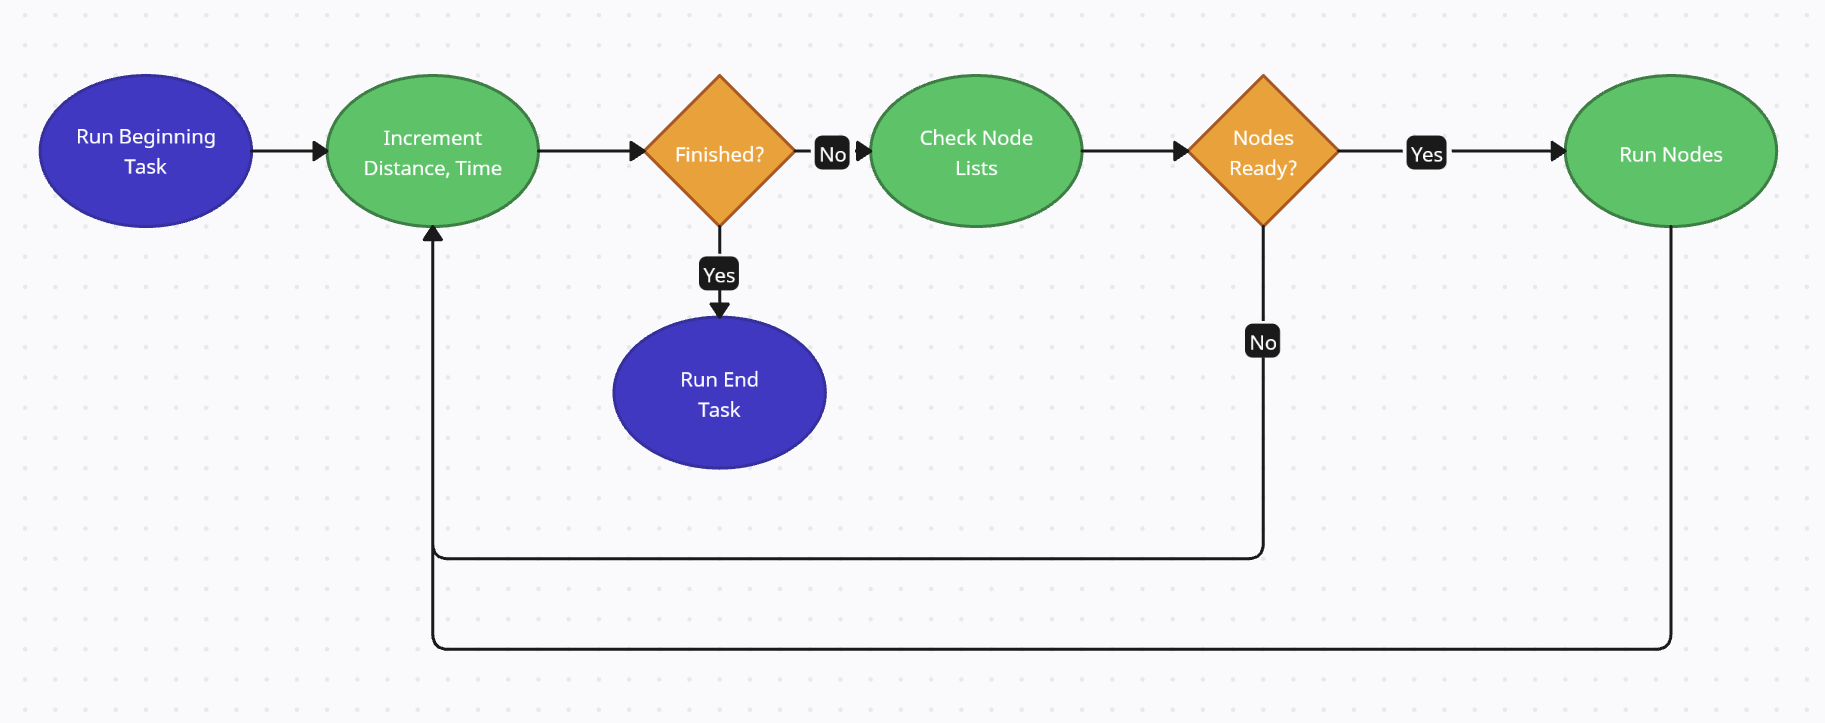 Run Beginning
Task
Increment
Distance, Time
Finished?
No
Check Node
Lists
Nodes
Ready?
Yes
Run Nodes
Yes
Run End
Task
No